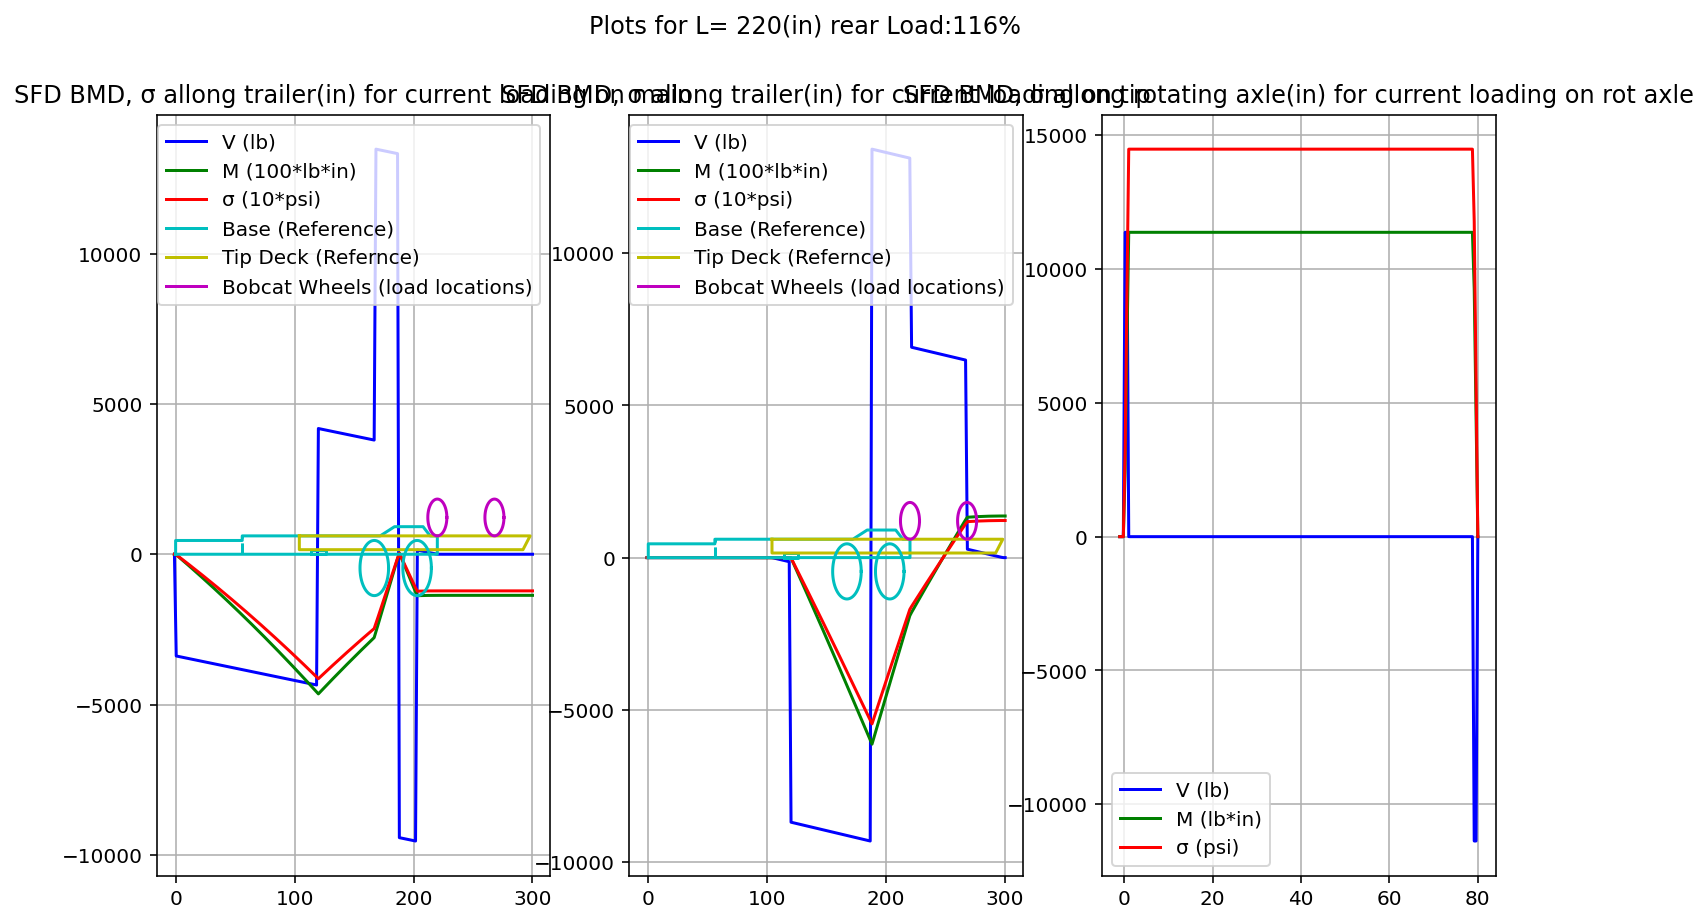 Plots for L= 220(in) rear Load:116%
SFD BMD, σ allong trailer(in) for current loading on main
SFD BMD, σ allong trailer(in) for current loading on tip
SFD BMD, σ allong rotating axle(in) for current loading on rot axle
V (lb)
M (100*lb*in)
σ (10*psi)
Base (Reference)
Tip Deck (Refernce)
Bobcat Wheels (load locations)
10000
5000
0
−5000
−10000
0
100
200
300
V (lb)
M (100*lb*in)
σ (10*psi)
Base (Reference)
Tip Deck (Refernce)
Bobcat Wheels (load locations)
10000
5000
0
−5000
−10000
0
100
200
300
15000
10000
5000
0
−5000
−10000
V (lb)
M (lb*in)
σ (psi)
0
20
40
60
80